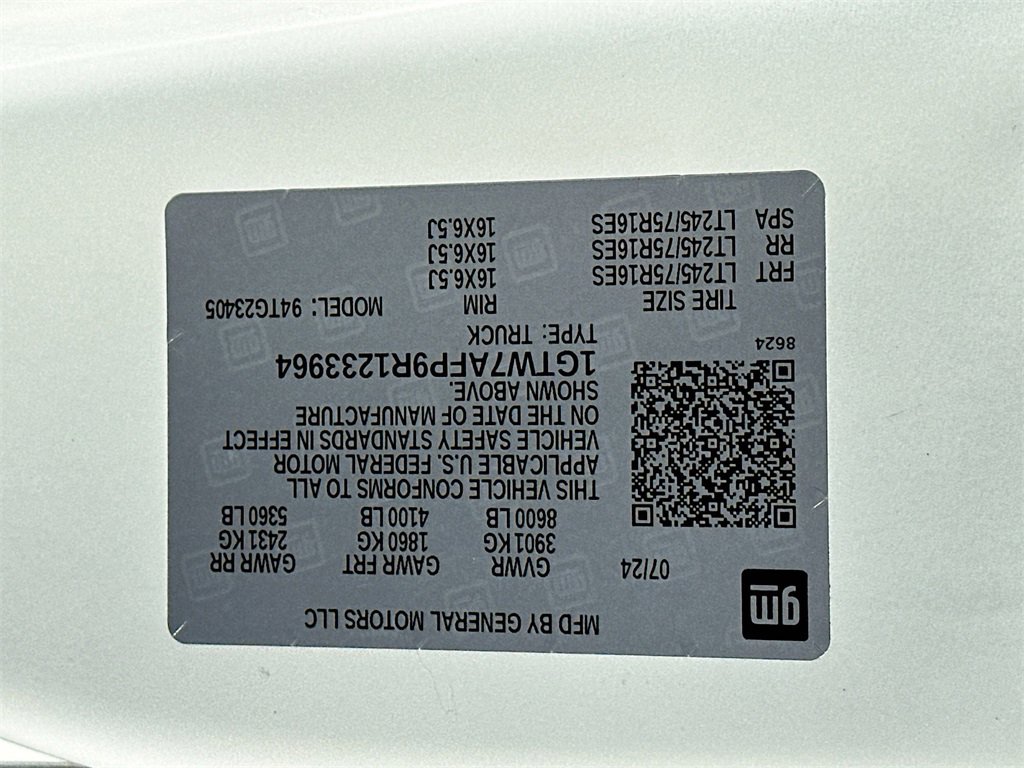 gm
MFD BY GENERAL MOTORS LLC
07/24 GVWR GAWR FRT GAWR RR
3901 KG 1860 KG 2431 KG
8600 LB 4100 LB 5360 LB
THIS VEHICLE CONFORMS TO ALL
APPLICABLE U.S. FEDERAL MOTOR
VEHICLE SAFETY STANDARDS IN EFFECT
ON THE DATE OF MANUFACTURE
SHOWN ABOVE.
1GTW7AFP9R1233964
8624 TYPE: TRUCK
TIRE SIZE RIM MODEL: 94TG23405
FRT LT245/75R16ES 16X6.5J
RR LT245/75R16ES 16X6.5J
SPA LT245/75R16ES 16X6.5J